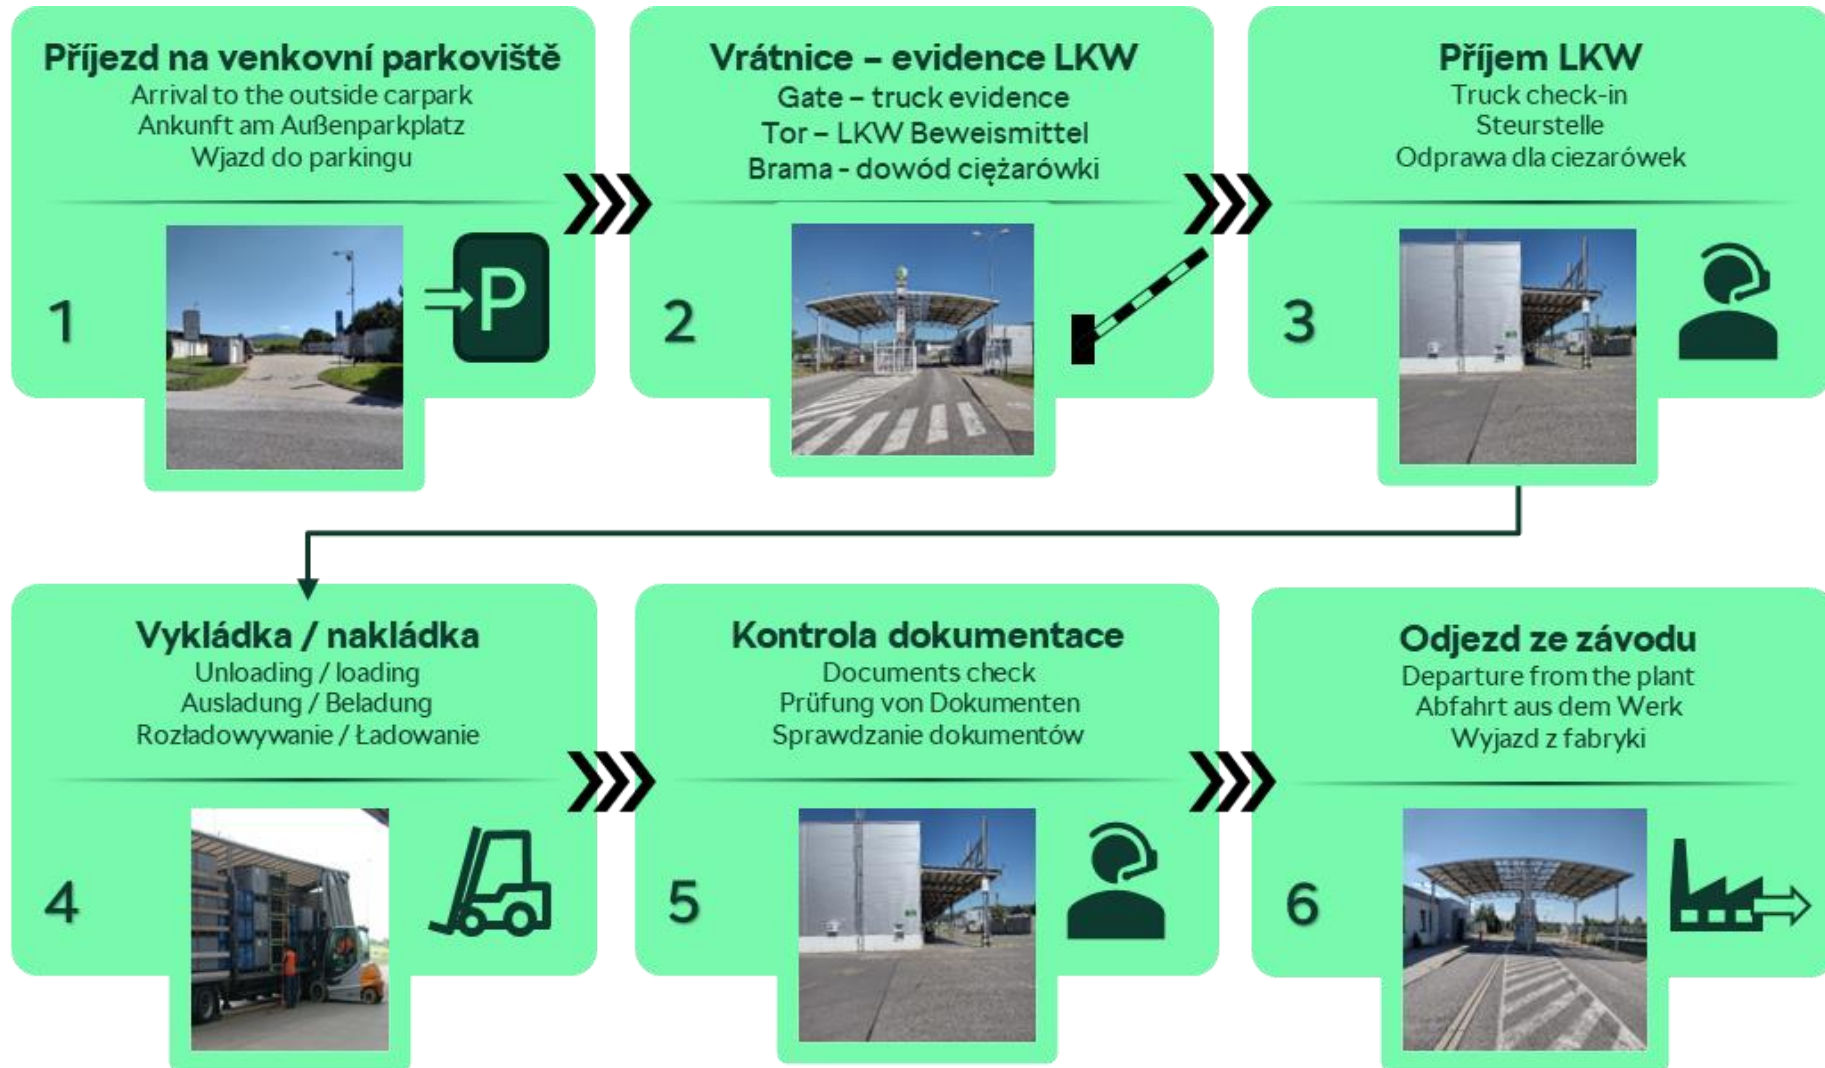 Příjezd na venkovní parkoviště
Arrival to the outside carpark
Ankunft am Außenparkplatz
Wjazd do parkingu
1
P
Vrátnice – evidence LKW
Gate – truck evidence
Tor – LKW Beweismittel
Brama - dowód ciężarówki
2
Příjem LKW
Truck check-in
Steurstelle
Odprawa dla ciezarówek
3
Vykládka / nakládka
Unloading / loading
Ausladung / Beladung
Rozładowywanie / Ładowanie
4
Kontrola dokumentace
Documents check
Prüfung von Dokumenten
Sprawdzanie dokumentów
5
Odjezd ze závodu
Departure from the plant
Abfahrt aus dem Werk
Wyjazd z fabryki
6